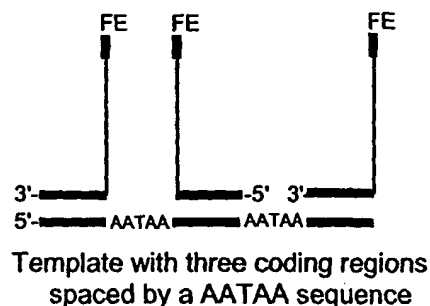 FE FE FE
3'- -5' 3'-
5'- AATAA AATAA
Template with three coding regions
spaced by a AATAA sequence